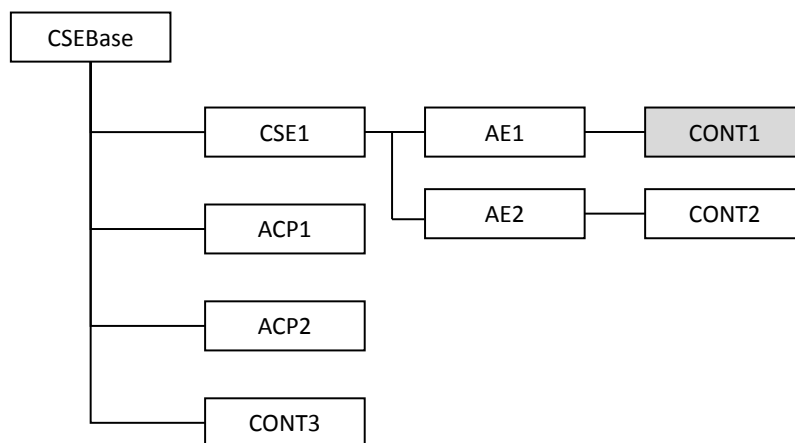 CSEBase
CSE1
AE1
CONT1
AE2
CONT2
ACP1
ACP2
CONT3